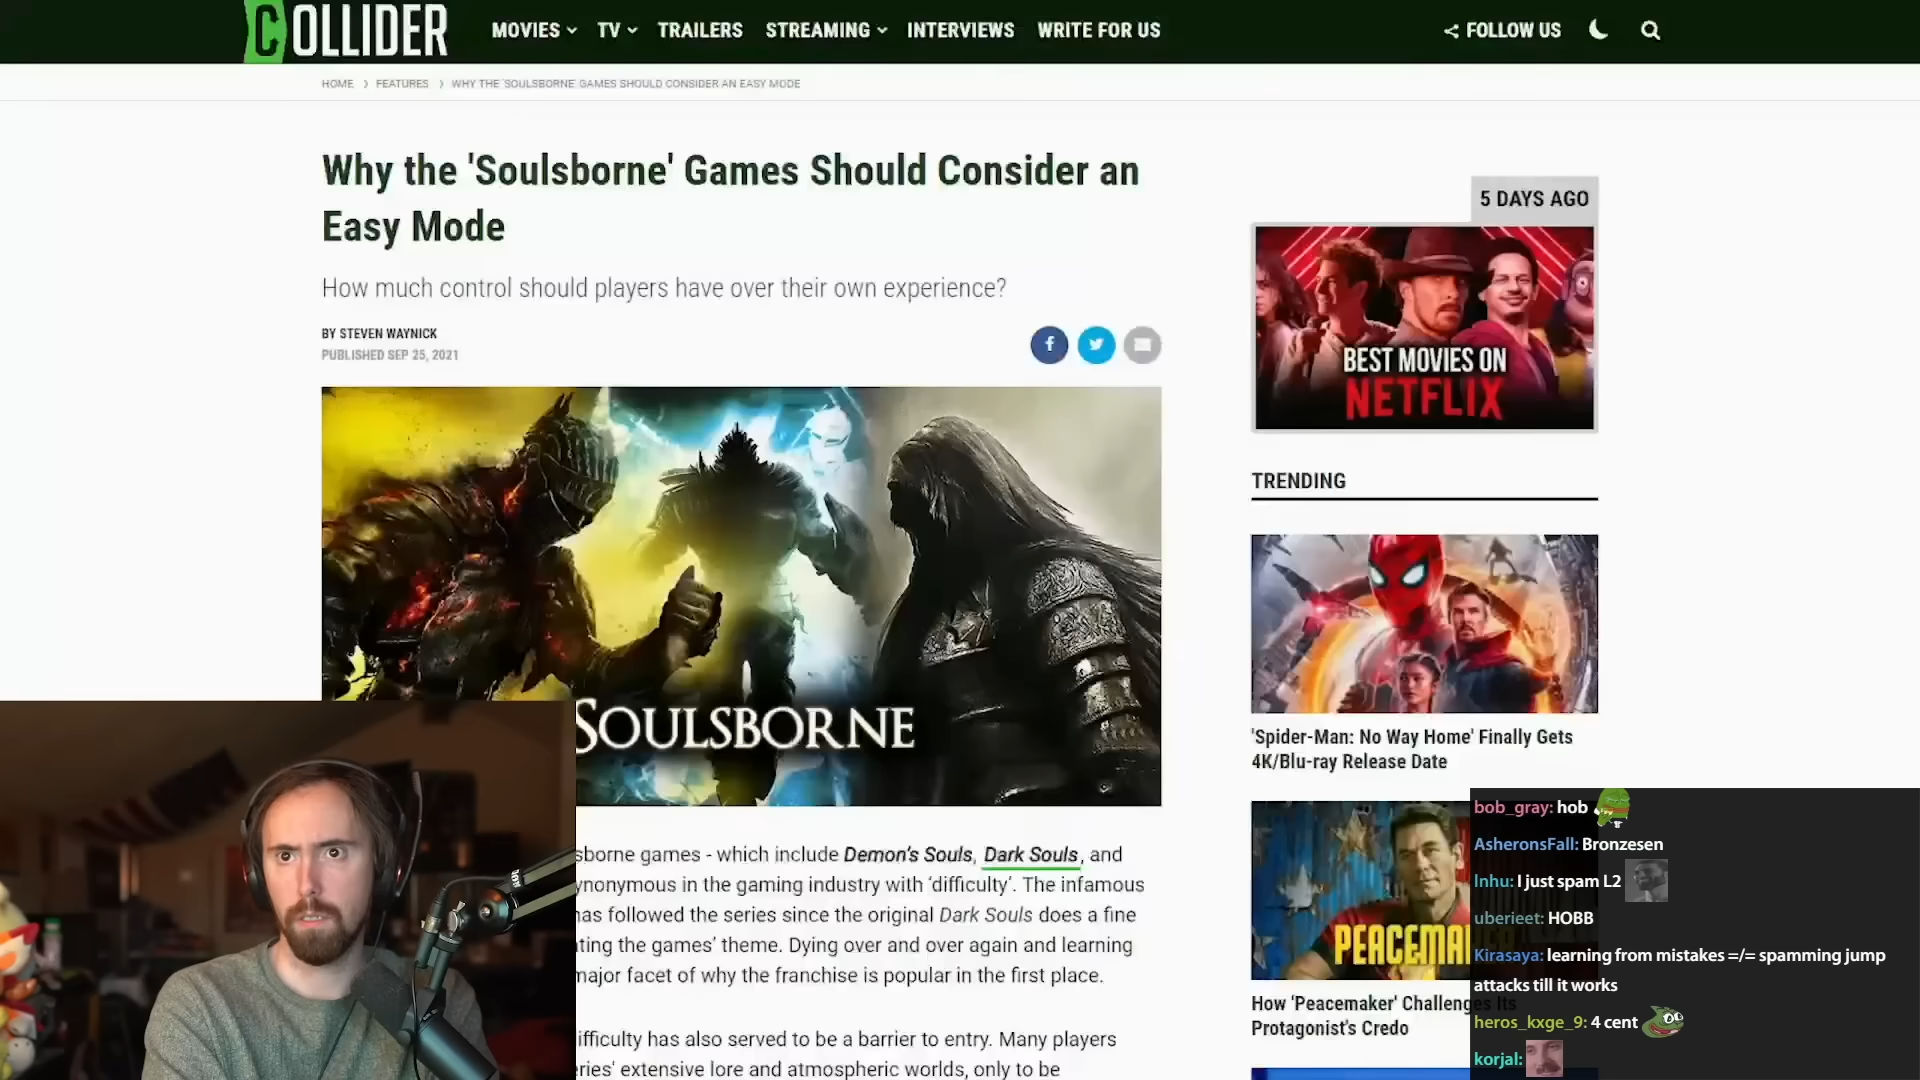 COLLIDER
MOVIES TV TRAILERS STREAMING INTERVIEWS WRITE FOR US FOLLOW US
HOME > FEATURES > WHY THE 'SOULSBORNE' GAMES SHOULD CONSIDER AN EASY MODE
Why the 'Soulsborne' Games Should Consider an
Easy Mode
How much control should players have over their own experience?
BY STEVEN WAYNICK
PUBLISHED SEP 25, 2021
SOULSBORNE
sborne games - which include Demon's Souls, Dark Souls, and
ynonymous in the gaming industry with 'difficulty'. The infamous
has followed the series since the original Dark Souls does a fine
ting the games' theme. Dying over and over again and learning
major facet of why the franchise is popular in the first place.
ifficulty has also served to be a barrier to entry. Many players
ries' extensive lore and atmospheric worlds, only to be
5 DAYS AGO
BEST MOVIES ON
NETFLIX
TRENDING
'Spider-Man: No Way Home' Finally Gets
4K/Blu-ray Release Date
PEACEMA
How 'Peacemaker' Challenges Its
Protagonist's Credo
bob_gray: hob
AsheronsFall: Bronzesen
lnhu: I just spam L2
uberieet: HOBB
Kirasaya: learning from mistakes =/= spamming jump
attacks till it works
heros_kxge_9: 4 cent
korjal: